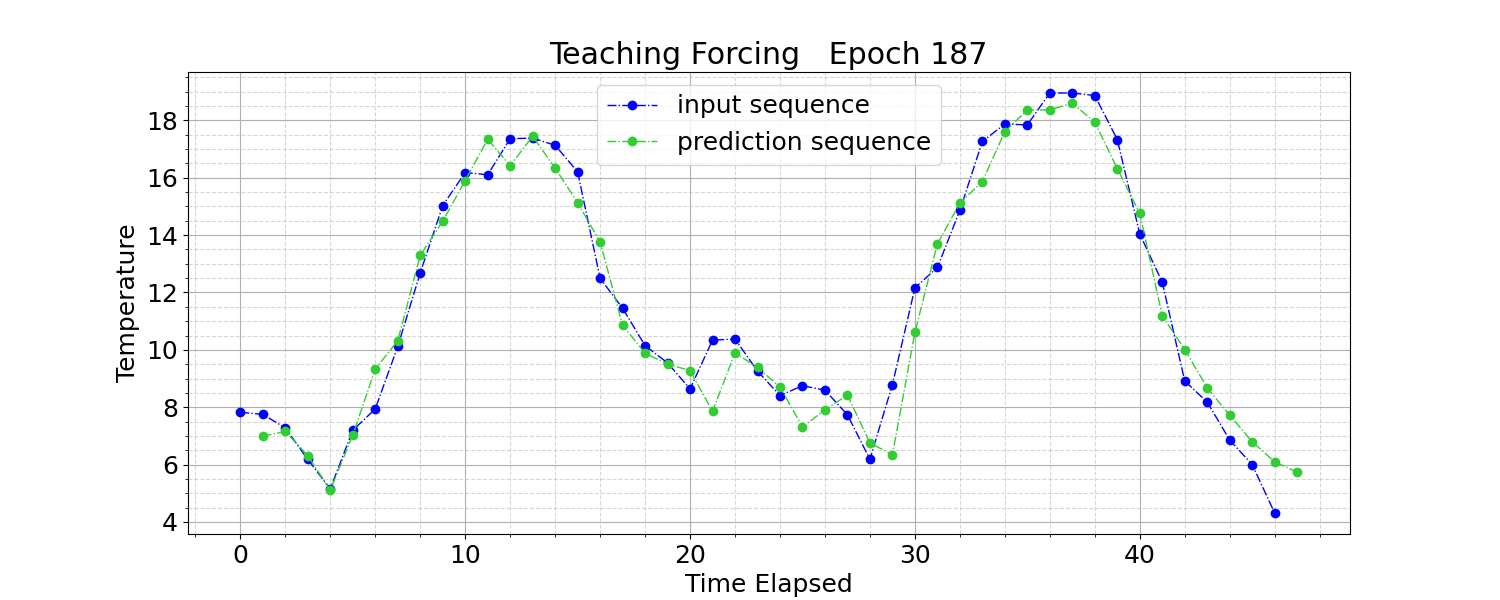 Teaching Forcing   Epoch 187
input sequence
prediction sequence
Temperature
18
16
14
12
10
8
6
4
0 10 20 30 40
Time Elapsed